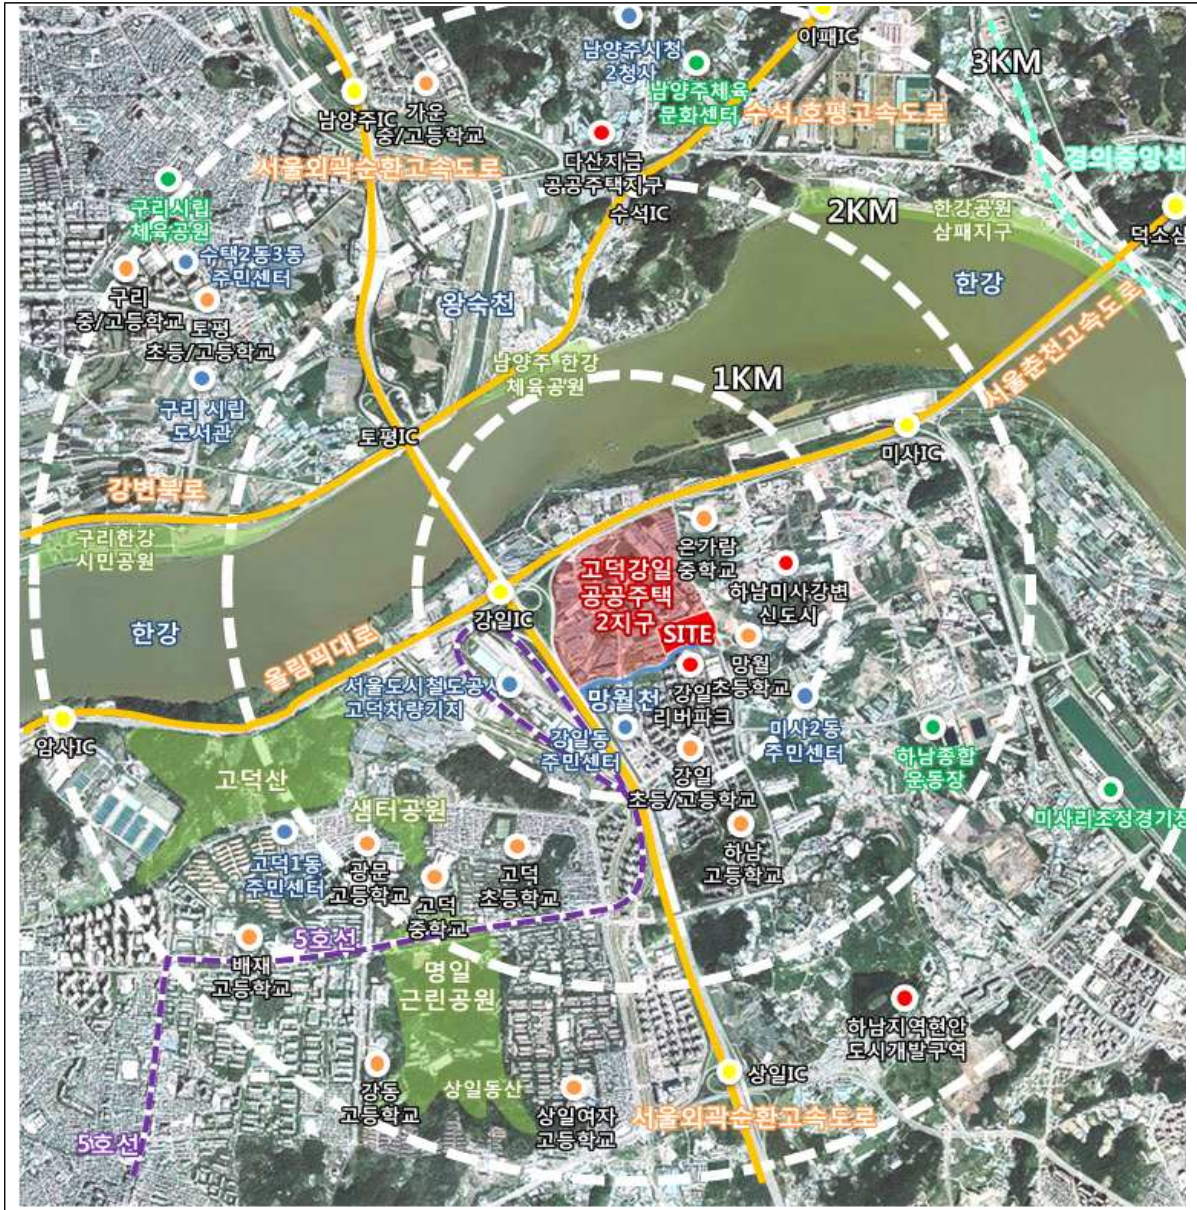 이패IC
3KM
남양주시청
2청사
남양주체육
문화센터
수석,호평고속도로
남양주IC
가운
중/고등학교
서울외곽순환고속도로
다산지금
공공주택지구
수석IC
경의중앙선
구리시립
체육공원
2KM
한강공원
삼패지구
덕소삼
수택2동3동
주민센터
구리
중/고등학교
토평
초등/고등학교
왕숙천
한강
서울춘천고속도로
남양주 한강
체육공원
1KM
구리 시립
도서관
토평IC
미사IC
강변북로
구리한강
시민공원
은가람
중학교
고덕강일
공공주택
2지구
하남미사강변
신도시
SITE
강일IC
한강
올림픽대로
망월
초등학교
강일
리버파크
망월천
서울도시철도공사
고덕차량기지
강일동
주민센터
미사2동
주민센터
암사IC
고덕산
하남종합
운동장
강일
초등/고등학교
미사리조정경기장
샘터공원
고덕1동
주민센터
광문
고등학교
고덕
중학교
고덕
초등학교
하남
고등학교
5호선
배재
고등학교
명일
근린공원
하남지역현안
도시개발구역
강동
고등학교
상일동산
상일여자
고등학교
상일IC
서울외곽순환고속도로
5호선